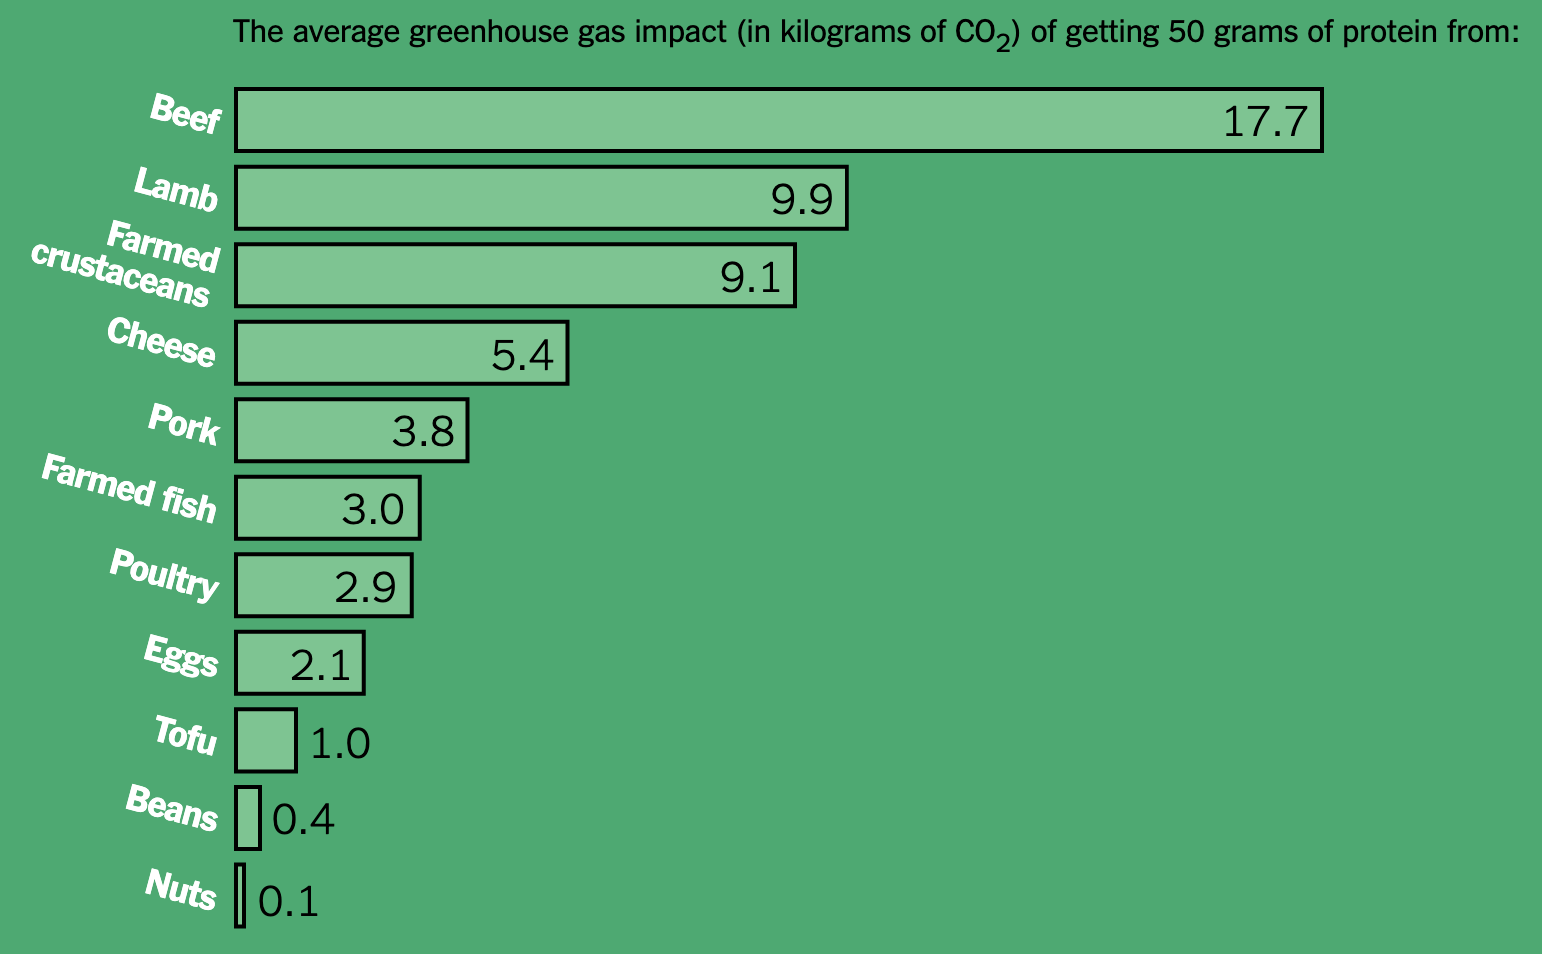 The average greenhouse gas impact (in kilograms of CO₂) of getting 50 grams of protein from:
Beef 17.7
Lamb 9.9
Farmed
crustaceans 9.1
Cheese 5.4
Pork 3.8
Farmed fish 3.0
Poultry 2.9
Eggs 2.1
Tofu 1.0
Beans 0.4
Nuts 0.1